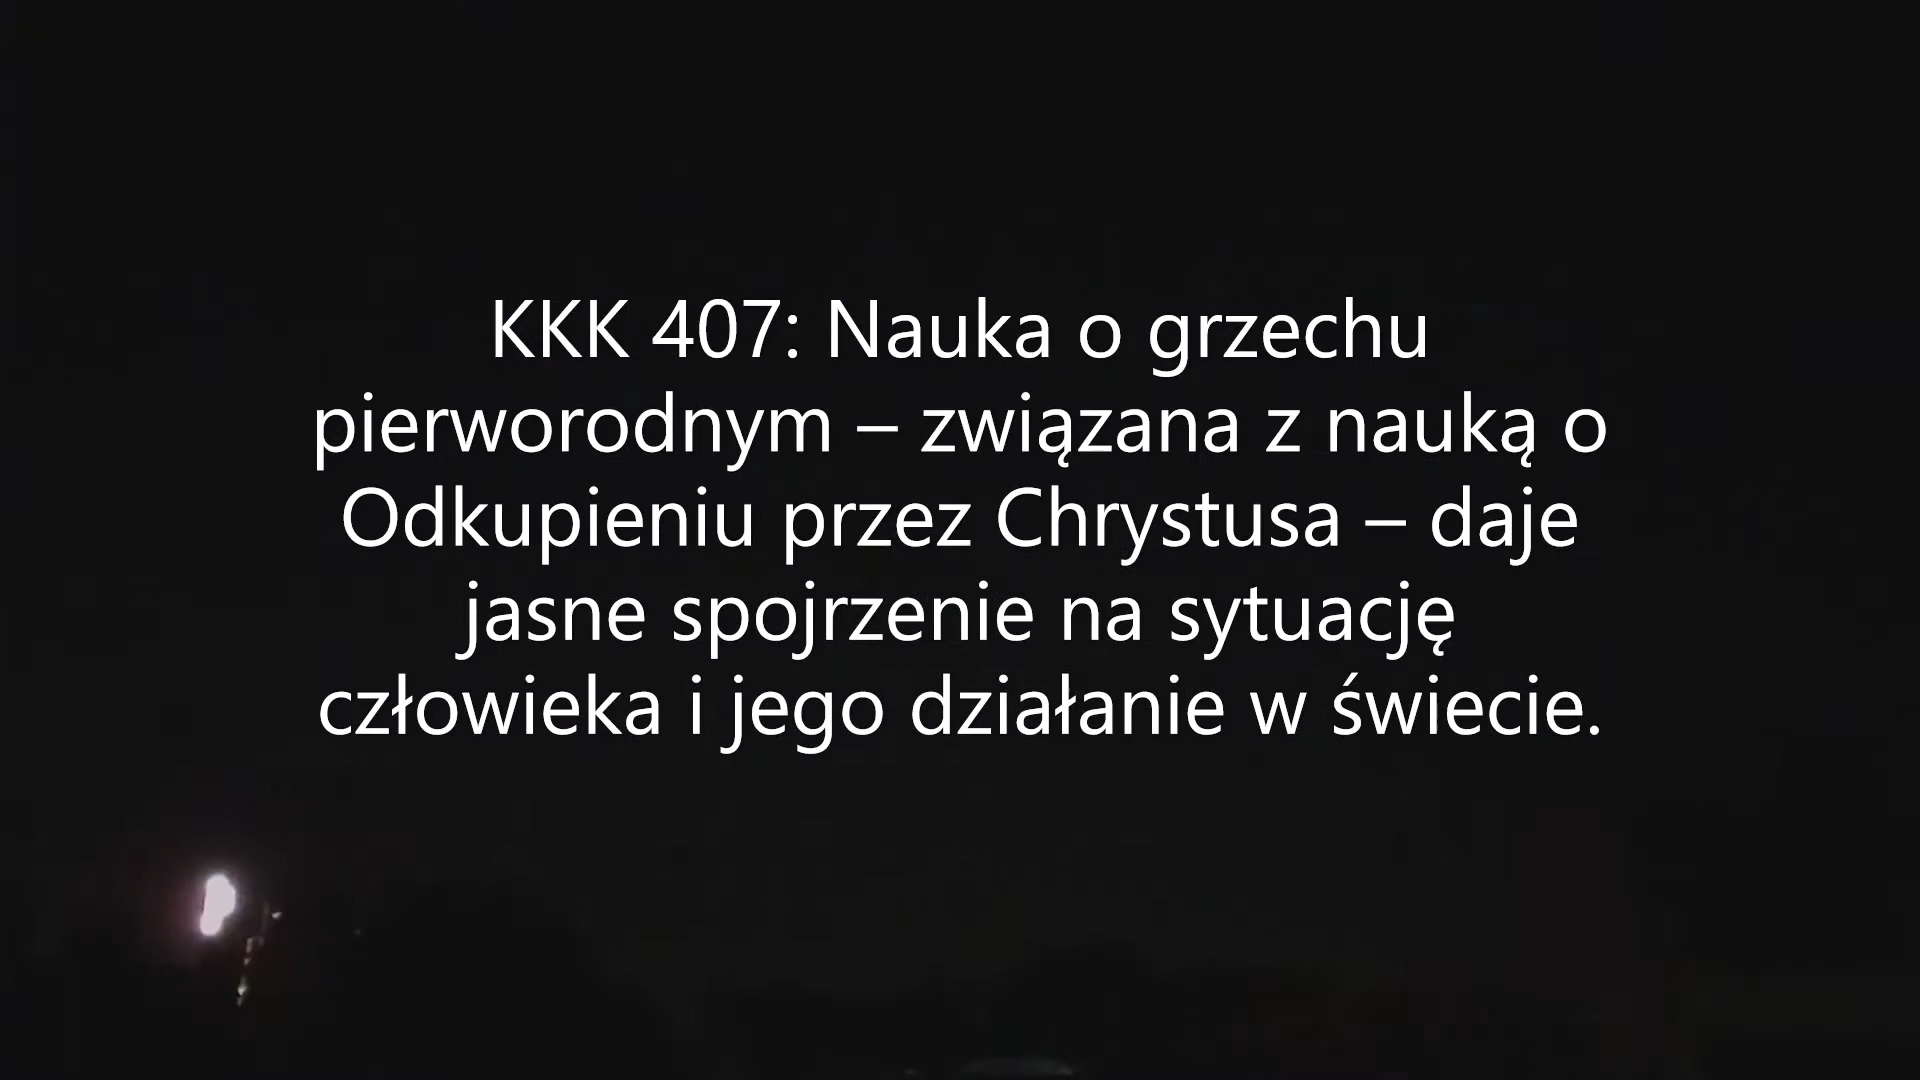 KKK 407: Nauka o grzechu
pierworodnym – związana z nauką o
Odkupieniu przez Chrystusa – daje
jasne spojrzenie na sytuację
człowieka i jego działanie w świecie.